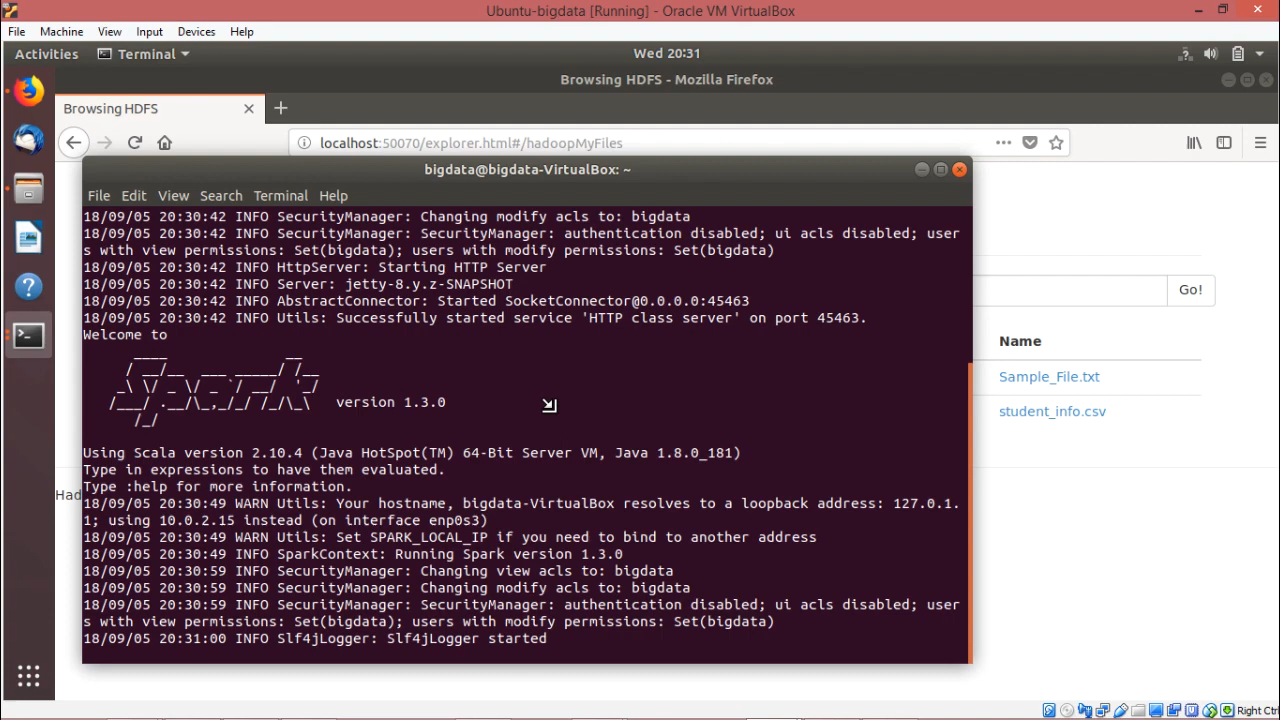 Ubuntu-bigdata [Running] - Oracle VM VirtualBox
File Machine View Input Devices Help
Activities Terminal Wed 20:31
Browsing HDFS - Mozilla Firefox
Browsing HDFS
localhost:50070/explorer.html#/hadoopMyFiles
bigdata@bigdata-VirtualBox: ~
File Edit View Search Terminal Help
18/09/05 20:30:42 INFO SecurityManager: Changing modify acls to: bigdata
18/09/05 20:30:42 INFO SecurityManager: SecurityManager: authentication disabled; ui acls disabled; user
s with view permissions: Set(bigdata); users with modify permissions: Set(bigdata)
18/09/05 20:30:42 INFO HttpServer: Starting HTTP Server
18/09/05 20:30:42 INFO Server: jetty-8.y.z-SNAPSHOT
18/09/05 20:30:42 INFO AbstractConnector: Started SocketConnector@0.0.0.0:45463
18/09/05 20:30:42 INFO Utils: Successfully started service 'HTTP class server' on port 45463.
Welcome to
Spark version 1.3.0
Using Scala version 2.10.4 (Java HotSpot(TM) 64-Bit Server VM, Java 1.8.0_181)
Type in expressions to have them evaluated.
Type :help for more information.
18/09/05 20:30:49 WARN Utils: Your hostname, bigdata-VirtualBox resolves to a loopback address: 127.0.1.
1; using 10.0.2.15 instead (on interface enp0s3)
18/09/05 20:30:49 WARN Utils: Set SPARK_LOCAL_IP if you need to bind to another address
18/09/05 20:30:49 INFO SparkContext: Running Spark version 1.3.0
18/09/05 20:30:59 INFO SecurityManager: Changing view acls to: bigdata
18/09/05 20:30:59 INFO SecurityManager: Changing modify acls to: bigdata
18/09/05 20:30:59 INFO SecurityManager: SecurityManager: authentication disabled; ui acls disabled; user
s with view permissions: Set(bigdata); users with modify permissions: Set(bigdata)
18/09/05 20:31:00 INFO Slf4jLogger: Slf4jLogger started
Go!
Name
Sample_File.txt
student_info.csv
Had
Right Ctrl